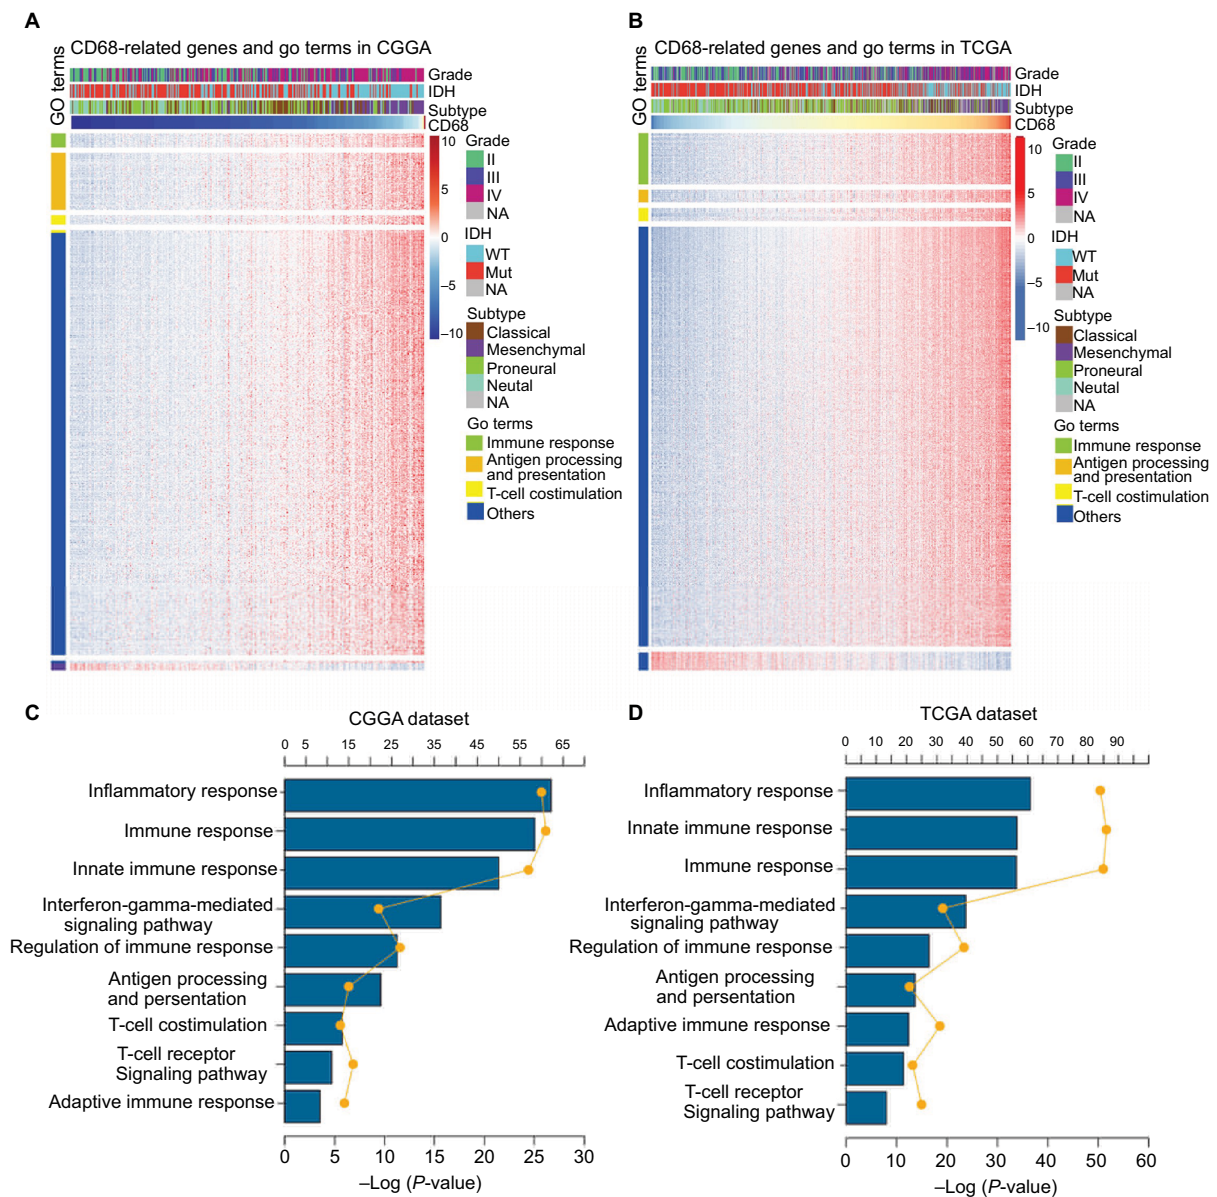 A
CD68-related genes and go terms in CGGA
GO terms
Grade
IDH
Subtype
CD68
10
5
0
−5
−10
Grade
II
III
IV
NA
IDH
WT
Mut
NA
Subtype
Classical
Mesenchymal
Proneural
Neutal
NA
Go terms
Immune response
Antigen processing
and presentation
T-cell costimulation
Others
B
CD68-related genes and go terms in TCGA
GO terms
Grade
IDH
Subtype
CD68
10
5
0
−5
−10
Grade
II
III
IV
NA
IDH
WT
Mut
NA
Subtype
Classical
Mesenchymal
Proneural
Neutal
NA
Go terms
Immune response
Antigen processing
and presentation
T-cell costimulation
Others
C
CGGA dataset
0 5 15 25 35 45 55 65
Inflammatory response
Immune response
Innate immune response
Interferon-gamma-mediated
signaling pathway
Regulation of immune response
Antigen processing
and persentation
T-cell costimulation
T-cell receptor
Signaling pathway
Adaptive immune response
0 5 10 15 20 25 30
–Log (P-value)
D
TCGA dataset
0 10 20 30 40 50 60 70 80 90
Inflammatory response
Innate immune response
Immune response
Interferon-gamma-mediated
signaling pathway
Regulation of immune response
Antigen processing
and persentation
Adaptive immune response
T-cell costimulation
T-cell receptor
Signaling pathway
0 10 20 30 40 50 60
–Log (P-value)